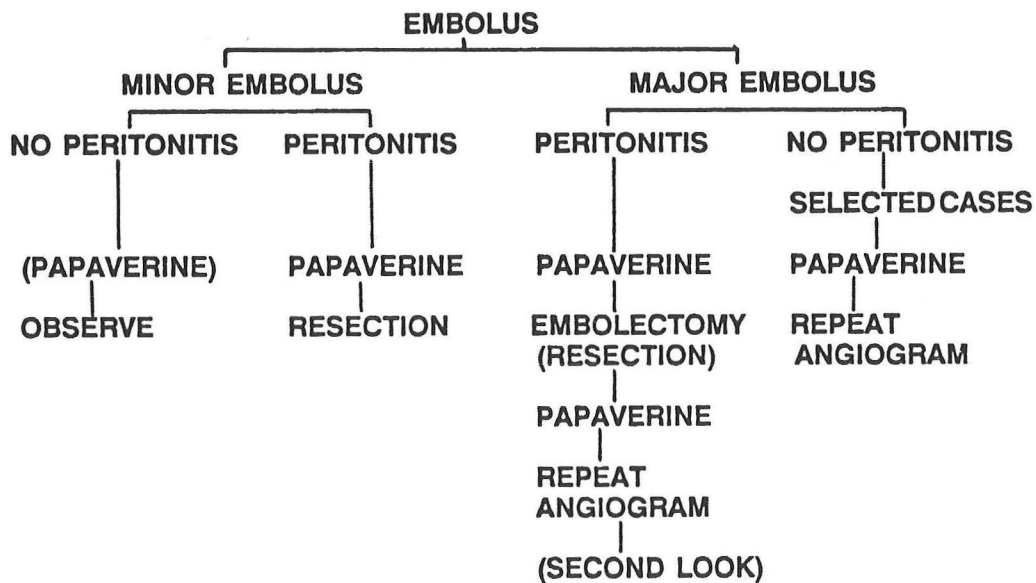 EMBOLUS
MINOR EMBOLUS
MAJOR EMBOLUS
NO PERITONITIS
PERITONITIS
PERITONITIS
NO PERITONITIS
SELECTED CASES
(PAPAVERINE)
PAPAVERINE
PAPAVERINE
PAPAVERINE
OBSERVE
RESECTION
EMBOLECTOMY
(RESECTION)
REPEAT
ANGIOGRAM
PAPAVERINE
REPEAT
ANGIOGRAM
(SECOND LOOK)